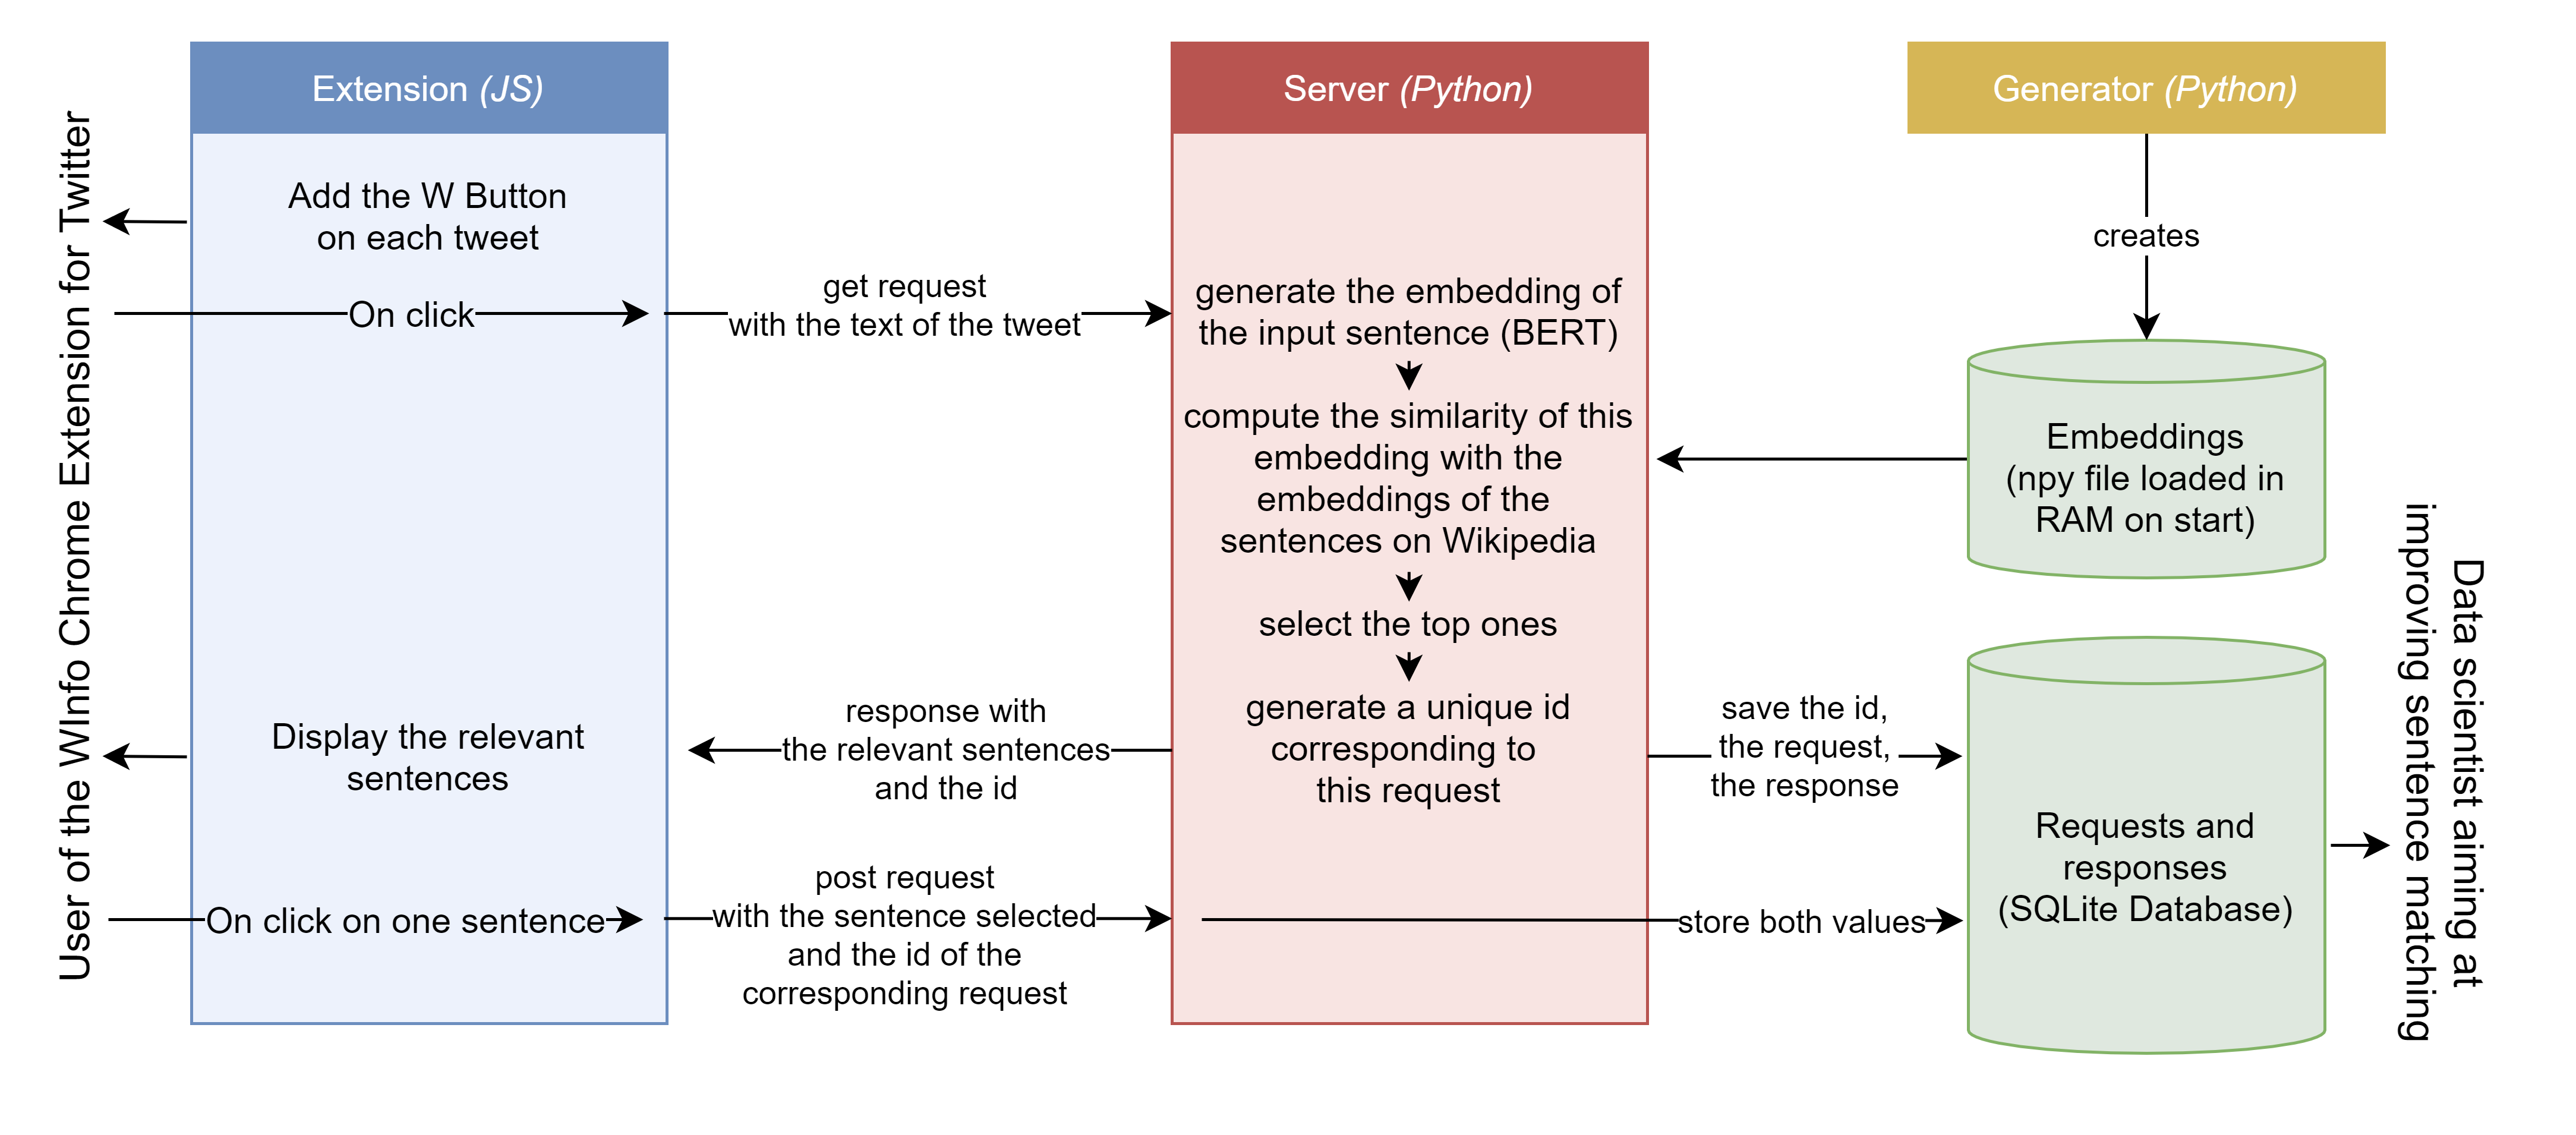 User of the WInfo Chrome Extension for Twitter
Extension (JS)
Add the W Button
on each tweet
On click
Display the relevant
sentences
On click on one sentence
get request
with the text of the tweet
response with
the relevant sentences
and the id
post request
with the sentence selected
and the id of the
corresponding request
Server (Python)
generate the embedding of
the input sentence (BERT)
compute the similarity of this
embedding with the
embeddings of the
sentences on Wikipedia
select the top ones
generate a unique id
corresponding to
this request
save the id,
the request,
the response
store both values
Generator (Python)
creates
Embeddings
(npy file loaded in
RAM on start)
Requests and
responses
(SQLite Database)
Data scientist aiming at
improving sentence matching